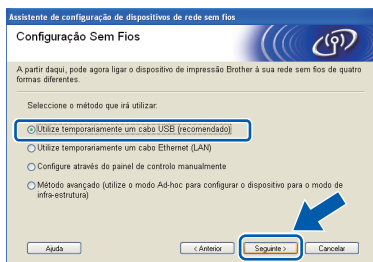 Assistente de configuração de dispositivos de rede sem fios
Configuração Sem Fios
A partir daqui, pode agora ligar o dispositivo de impressão Brother à sua rede sem fios de quatro
formas diferentes.
Seleccione o método que irá utilizar:
Utilize temporariamente um cabo USB (recomendado)
Utilize temporariamente um cabo Ethernet (LAN)
Configure através do painel de controlo manualmente
Método avançado (utilize o modo Ad-hoc para configurar o dispositivo para o modo de
infra-estrutura)
Ajuda
< Anterior
Seguinte >
Cancelar